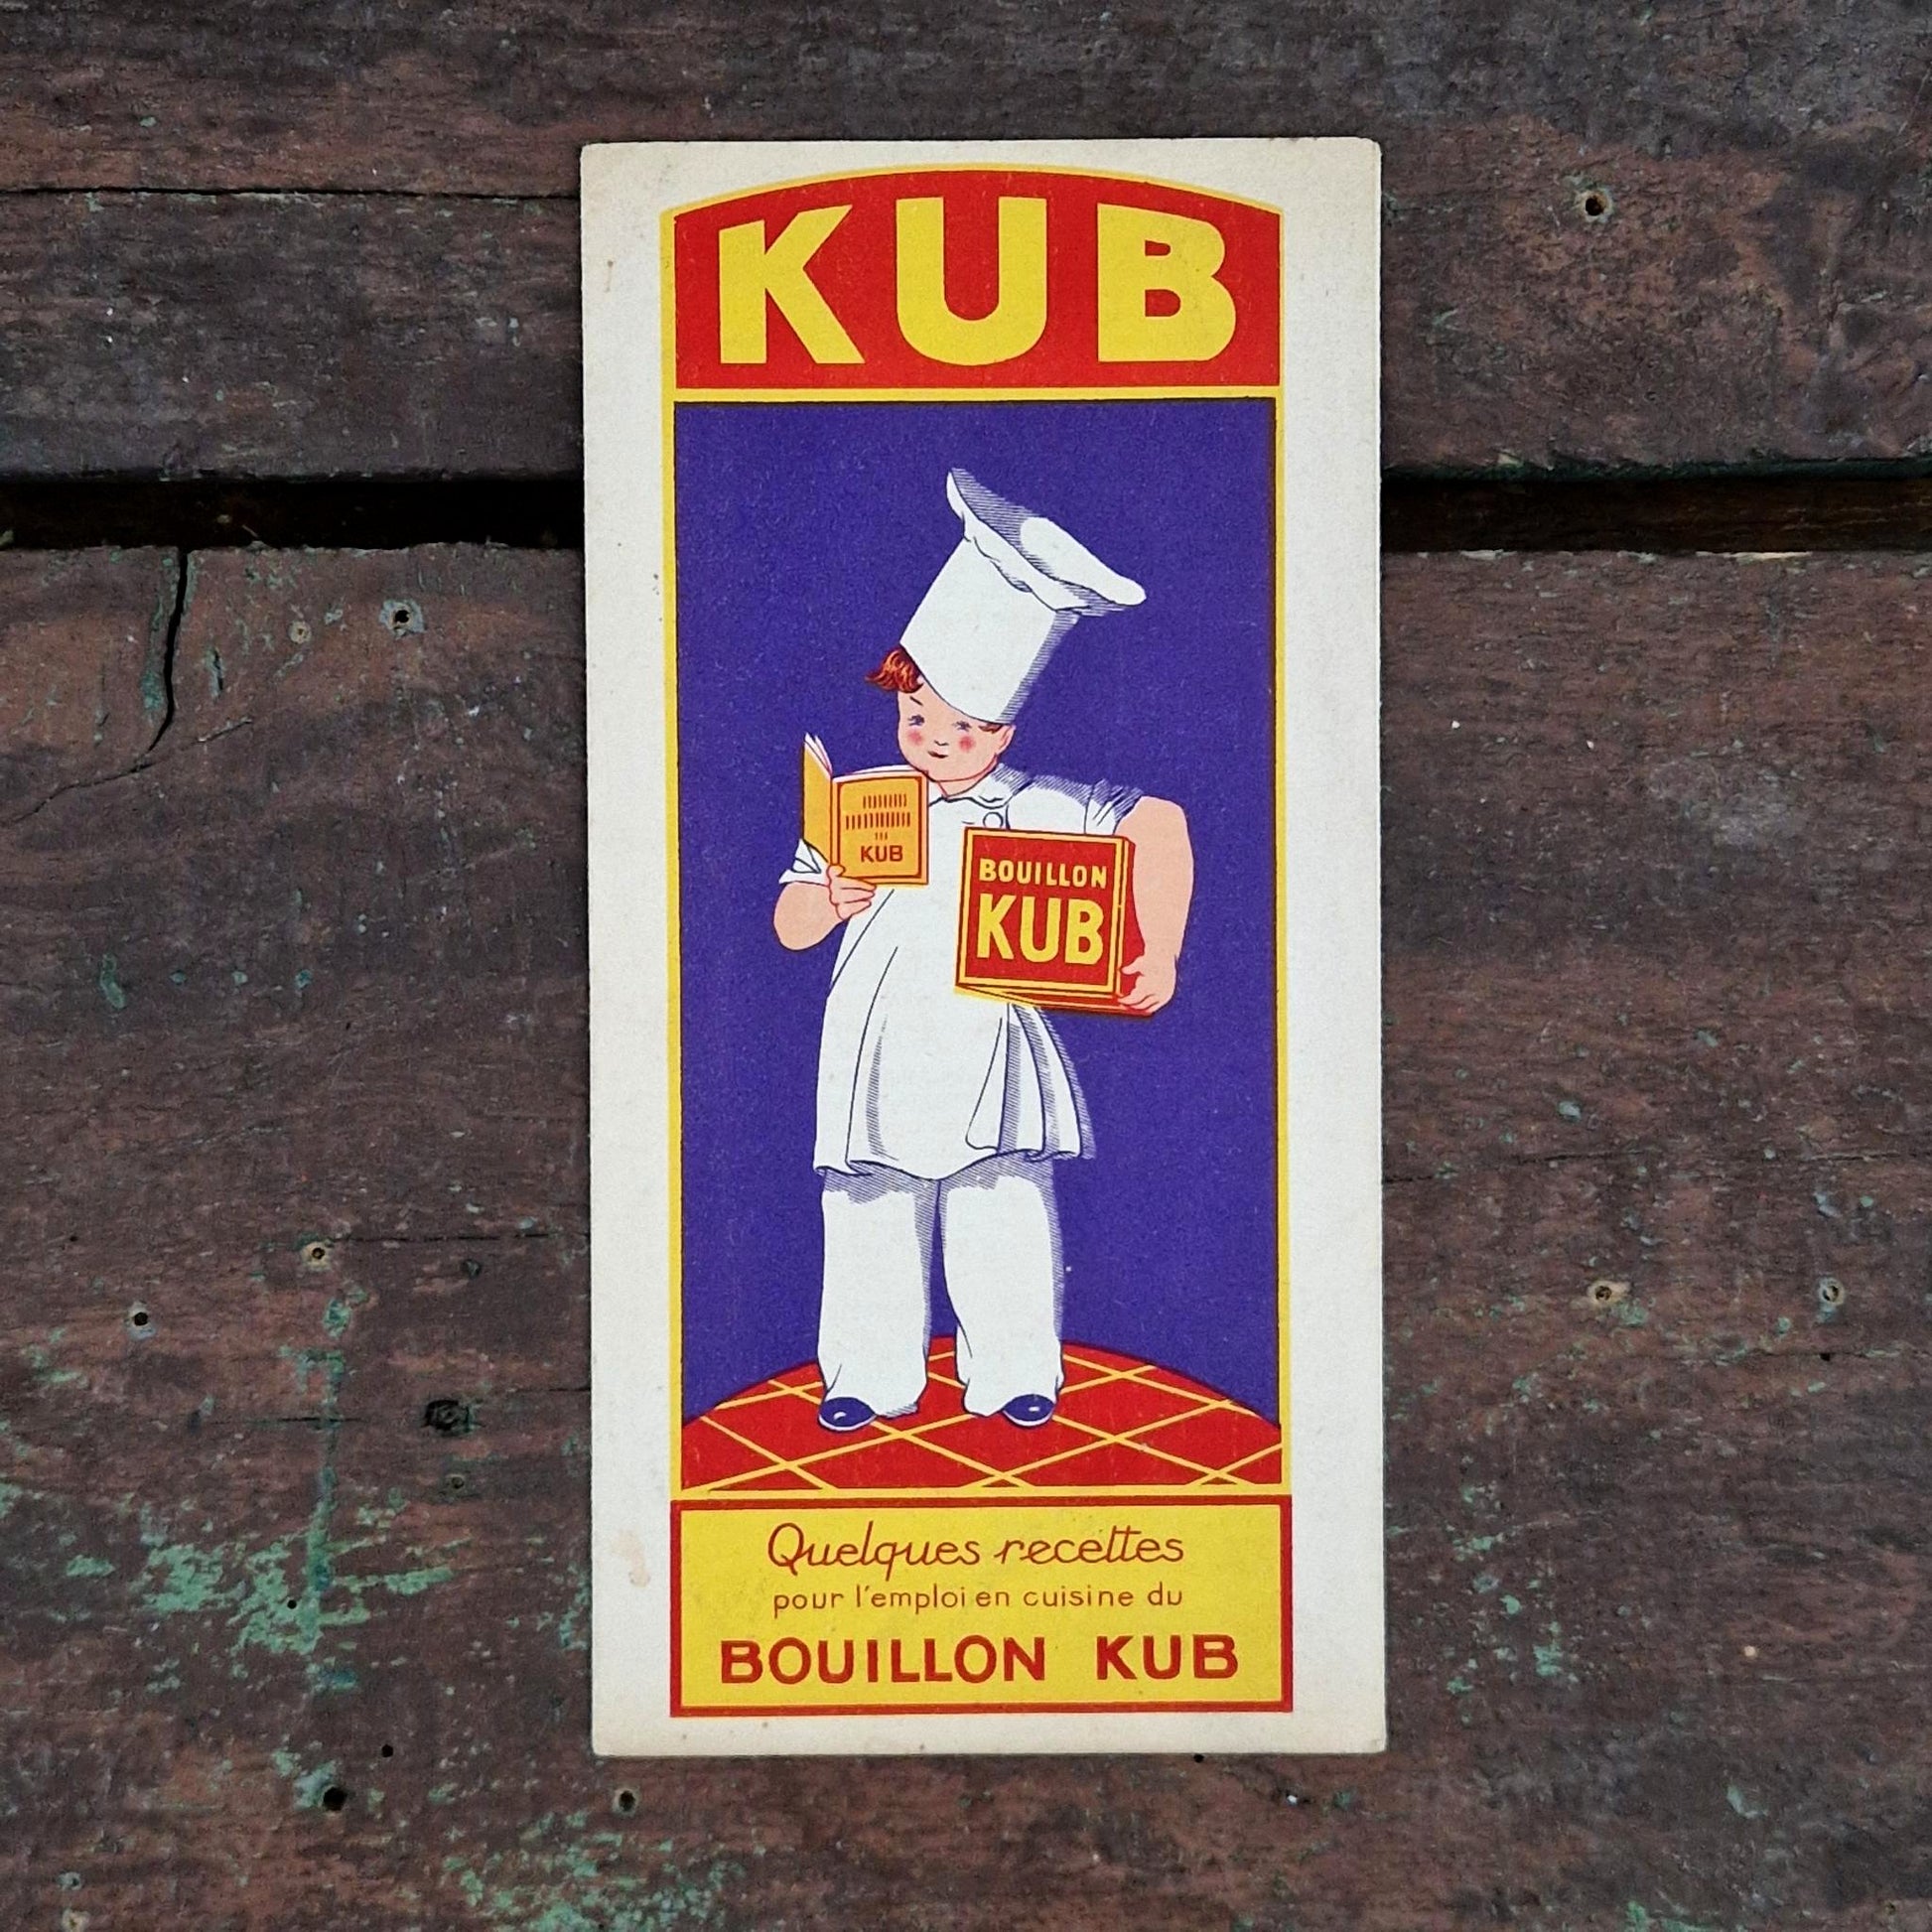 KUB
KUB
BOUILLON
KUB
Quelques recettes
pour l'emploi en cuisine du
BOUILLON KUB